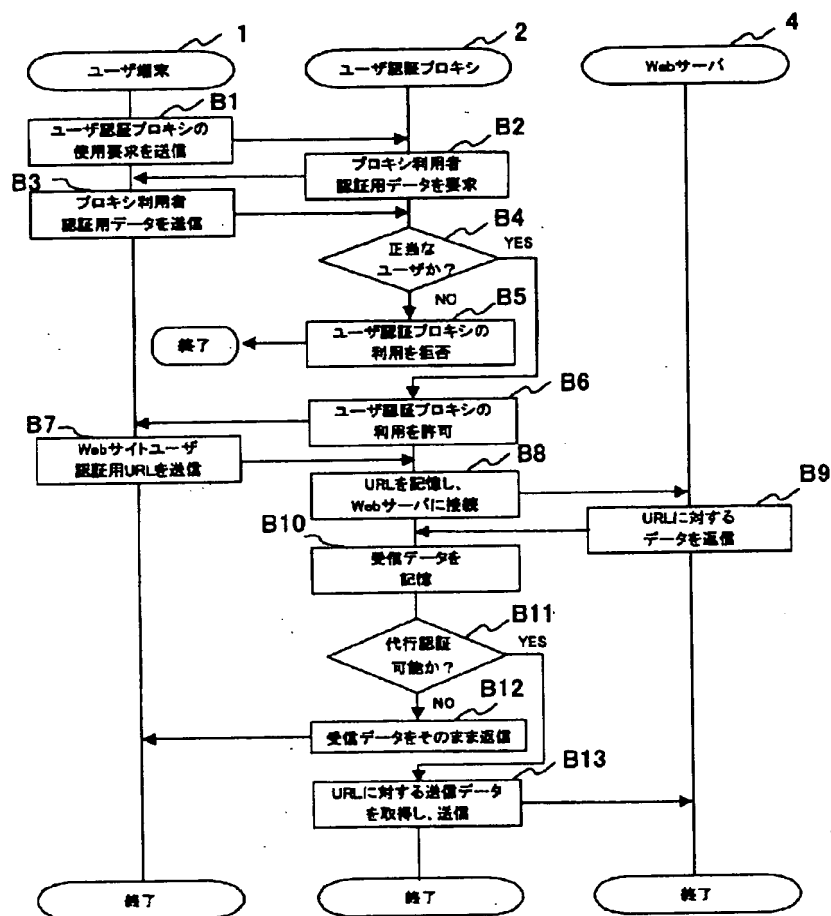 1
2
4
ユーザ端末
ユーザ認証プロキシ
Webサーバ
B1
ユーザ認証プロキシの
使用要求を送信
B2
プロキシ利用者
認証用データを要求
B3
プロキシ利用者
認証用データを送信
B4
正当な
ユーザか?
YES
NO
B5
ユーザ認証プロキシの
利用を拒否
終了
B6
ユーザ認証プロキシの
利用を許可
B7
Webサイトユーザ
認証用URLを送信
B8
URLを記憶し、
Webサーバに接続
B9
URLに対する
データを返信
B10
受信データを
記憶
B11
代行認証
可能か?
YES
NO
B12
受信データをそのまま返信
B13
URLに対する送信データ
を取得し、送信
終了
終了
終了